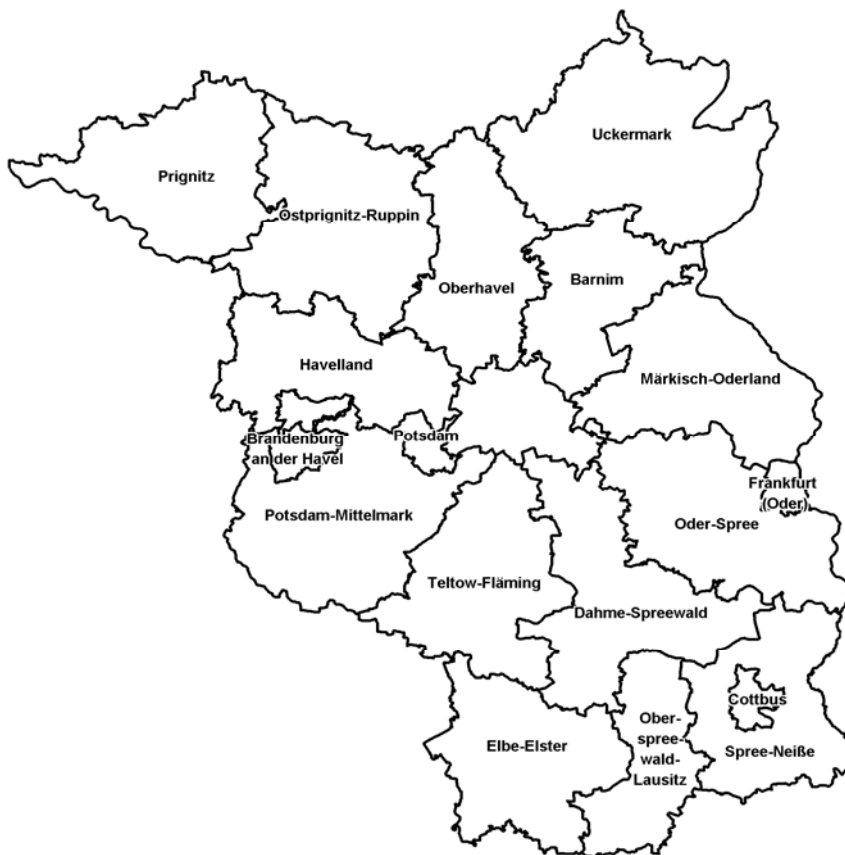 Uckermark
Prignitz
Ostprignitz-Ruppin
Oberhavel
Barnim
Havelland
Märkisch-Oderland
Brandenburg
an der Havel
Potsdam
Frankfurt
(Oder)
Potsdam-Mittelmark
Oder-Spree
Teltow-Fläming
Dahme-Spreewald
Cottbus
Ober-
spree-
wald-
Lausitz
Elbe-Elster
Spree-Neiße